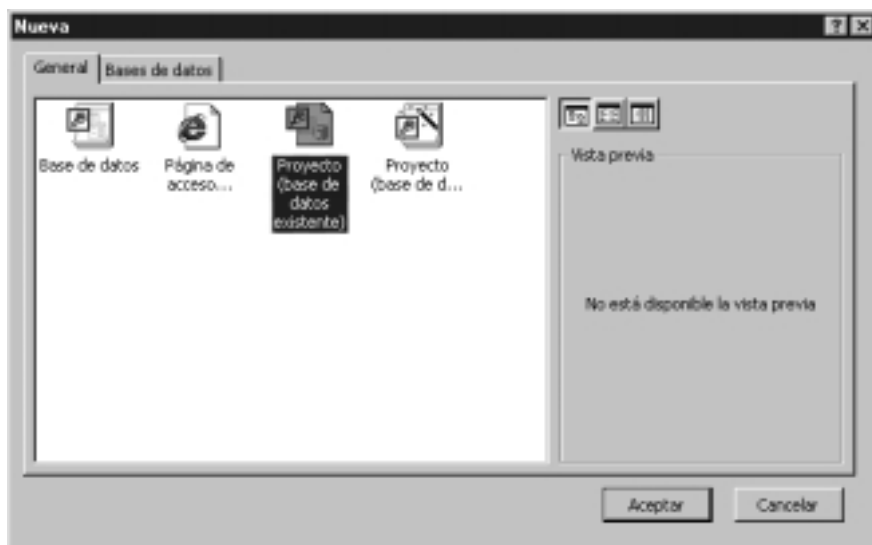 Nueva
General
Bases de datos
Base de datos
Página de
acceso...
Proyecto
(base de
datos
existente)
Proyecto
(base de d...
Vista previa
No está disponible la vista previa
Aceptar
Cancelar